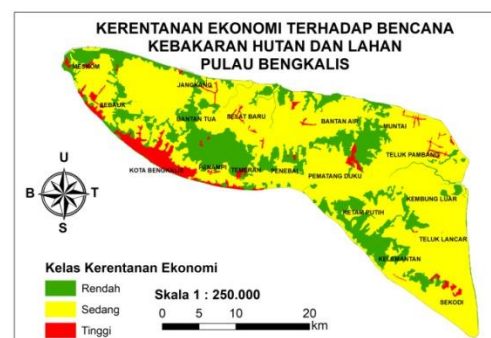 KERENTANAN EKONOMI TERHADAP BENCANA
KEBAKARAN HUTAN DAN LAHAN
PULAU BENGKALIS
MESKOM
JANGKANG
SEBAUK
SELAT BARU
BANTAN TUA
BANTAN AIR
MUNTAI
TELUK PAMBANG
KOTA BENGKALIS
TEMERAN
PENEBAL
PEMATANG DUKU
KEMBUNG LUAR
KETAM PUTIH
TELUK LANCAR
KELEMANTAN
SEKODI
U
B T
S
Kelas Kerentanan Ekonomi
Rendah
Sedang
Tinggi
Skala 1 : 250.000
0 5 10 20
km